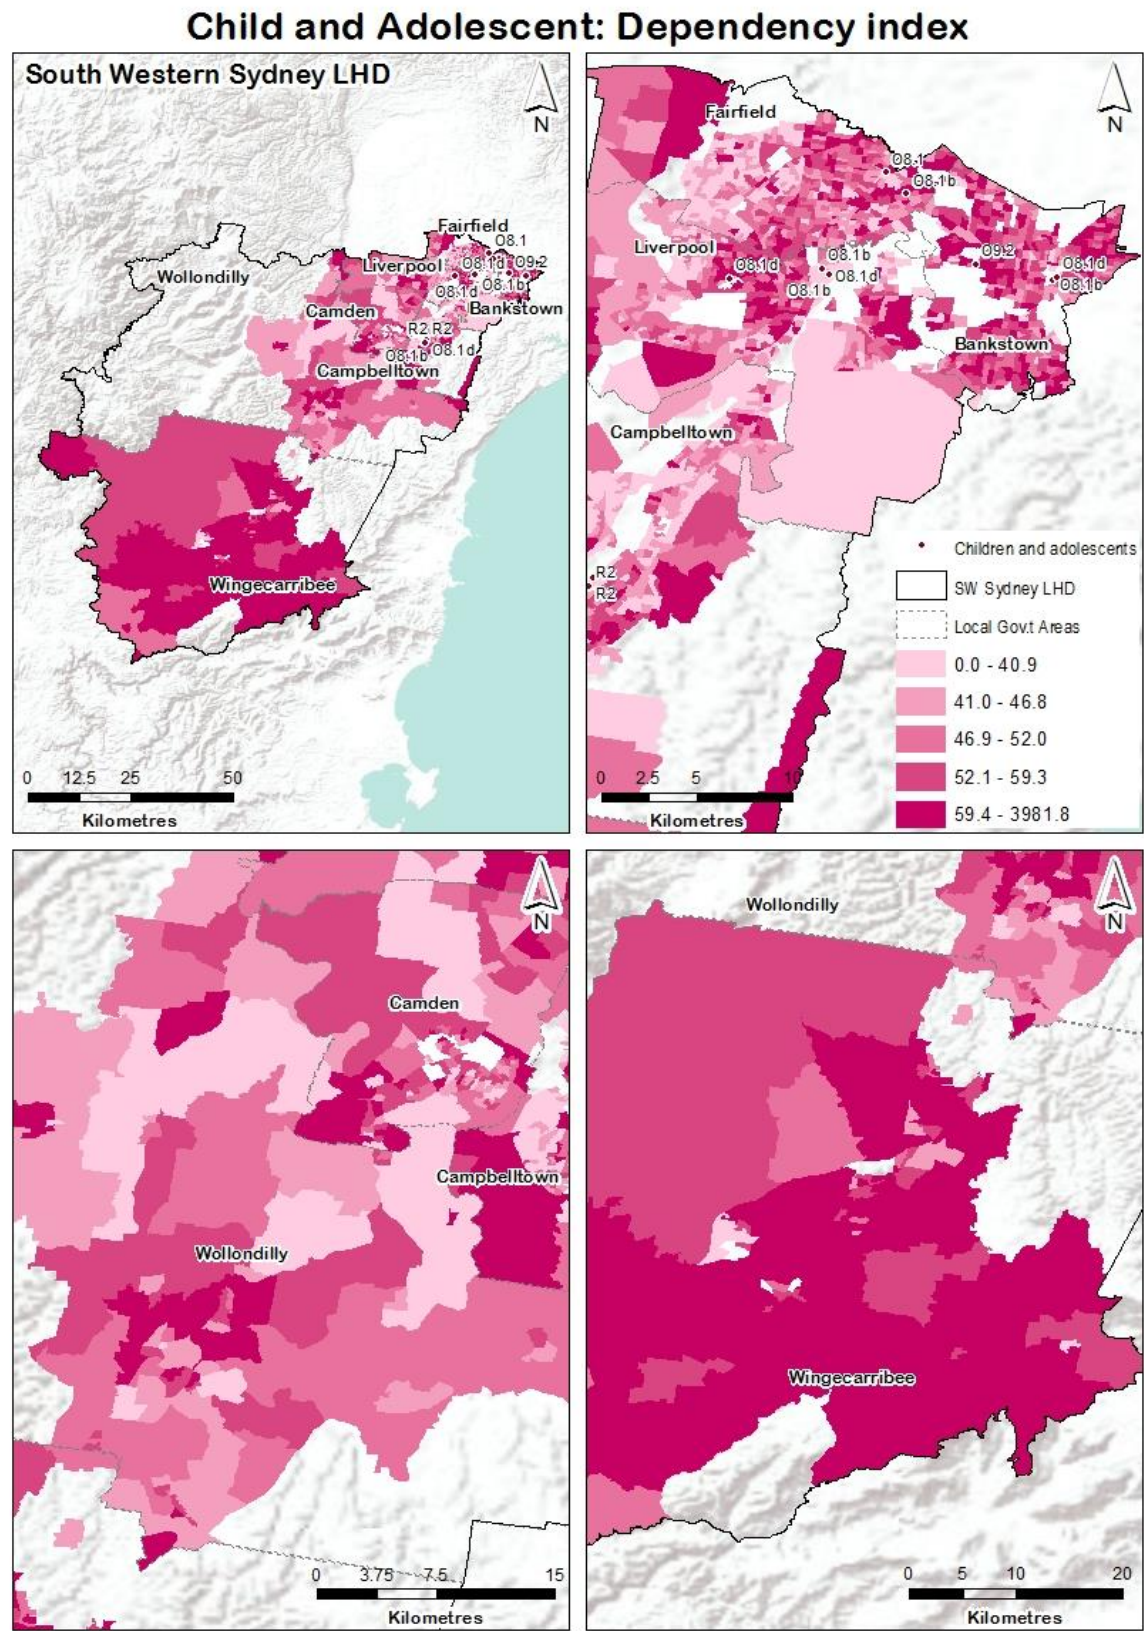 Child and Adolescent: Dependency index
South Western Sydney LHD
N
Fairfield
O8.1
Wollondilly
Liverpool
O8.1d
O9.2
O8.1d
O8.1b
Camden
Bankstown
R2
R2
O8.1b
O8.1d
Campbelltown
Wingecarribee
0 12.5 25 50
Kilometres
N
Fairfield
O8.1
O8.1b
Liverpool
O8.1b
O9.2
O8.1d
O8.1d
O8.1d
O8.1b
O8.1b
Bankstown
Campbelltown
R2
R2
Children and adolescents
SW Sydney LHD
Local Gov.t Areas
0.0 - 40.9
41.0 - 46.8
46.9 - 52.0
52.1 - 59.3
59.4 - 3981.8
0 2.5 5 10
Kilometres
N
Camden
Campbelltown
Wollondilly
0 3.75 7.5 15
Kilometres
N
Wollondilly
Wingecarribee
0 5 10 20
Kilometres